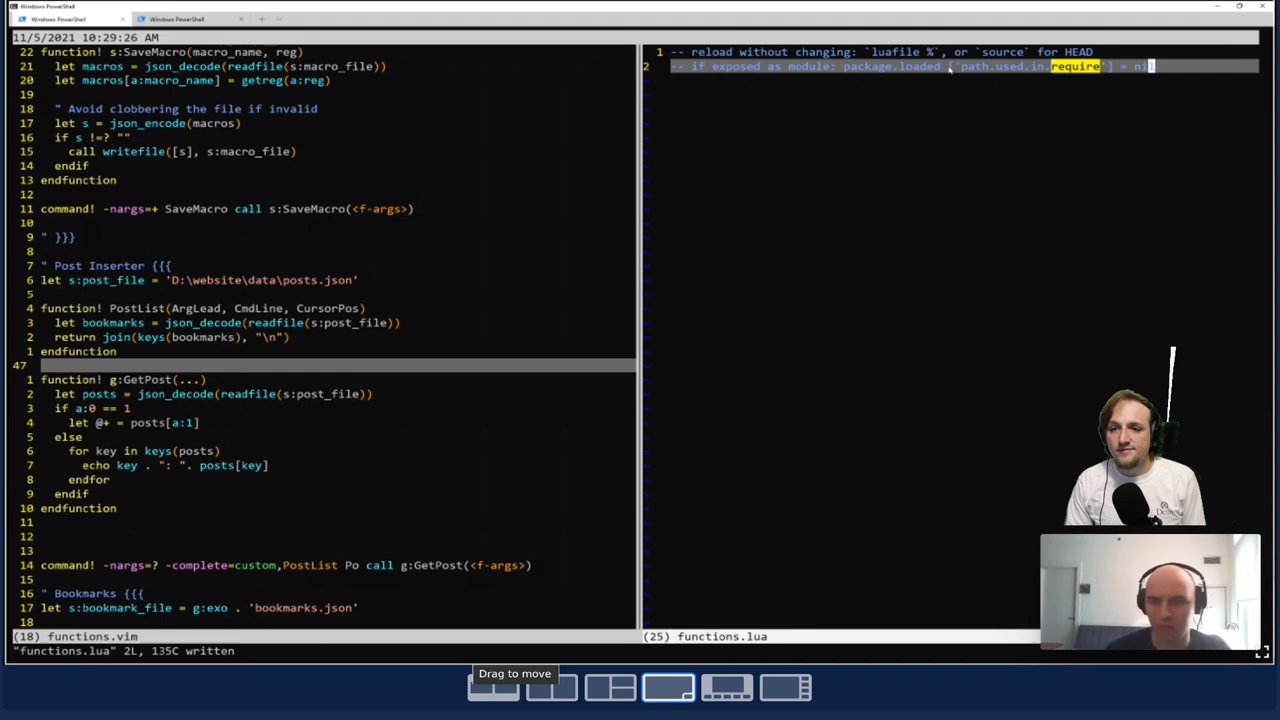 Windows PowerShell
Windows PowerShell
Windows PowerShell
11/5/2021 10:29:26 AM
22 function! s:SaveMacro(macro_name, reg)
21 let macros = json_decode(readfile(s:macro_file))
20 let macros[a:macro_name] = getreg(a:reg)
19
18 " Avoid clobbering the file if invalid
17 let s = json_encode(macros)
16 if s !=? ""
15 call writefile([s], s:macro_file)
14 endif
13 endfunction
12
11 command! -nargs=+ SaveMacro call s:SaveMacro(<f-args>)
10
9 " }}}
8
7 " Post Inserter {{{
6 let s:post_file = 'D:\website\data\posts.json'
5
4 function! PostList(ArgLead, CmdLine, CursorPos)
3 let bookmarks = json_decode(readfile(s:post_file))
2 return join(keys(bookmarks), "\n")
1 endfunction
47
1 function! g:GetPost(...)
2 let posts = json_decode(readfile(s:post_file))
3 if a:0 == 1
4 let @+ = posts[a:1]
5 else
6 for key in keys(posts)
7 echo key . ": ". posts[key]
8 endfor
9 endif
10 endfunction
11
12
13
14 command! -nargs=? -complete=custom,PostList Po call g:GetPost(<f-args>)
15
16 " Bookmarks {{{
17 let s:bookmark_file = g:exo . 'bookmarks.json'
18
(18) functions.vim
"functions.lua" 2L, 135C written
1 -- reload without changing: `luafile %`, or `source` for HEAD
2 -- if exposed as module: package.loaded ['path.used.in.require'] = nil
(25) functions.lua
Drag to move